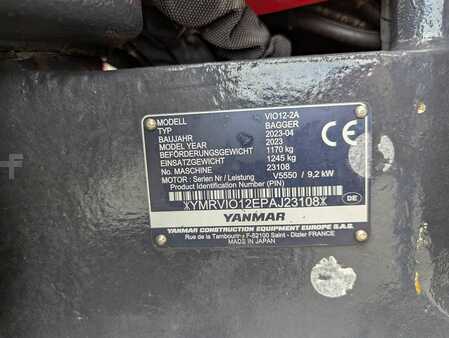 MODELL VIO12-2A
TYP BAGGER
BAUJAHR 2023-04
MODEL YEAR 2023
BEFÖRDERUNGSGEWICHT 1170 kg
EINSATZGEWICHT 1245 kg
No. MASCHINE 23108
MOTOR : Serien Nr / Leistung V5550 / 9,2 kW
Product Identification Number (PIN)
CE
YMRVIO12EPAJ23108
DE
YANMAR
YANMAR CONSTRUCTION EQUIPMENT EUROPE S.A.S.
Rue de la Tambourine F-52100 Saint - Dizier FRANCE
MADE IN JAPAN